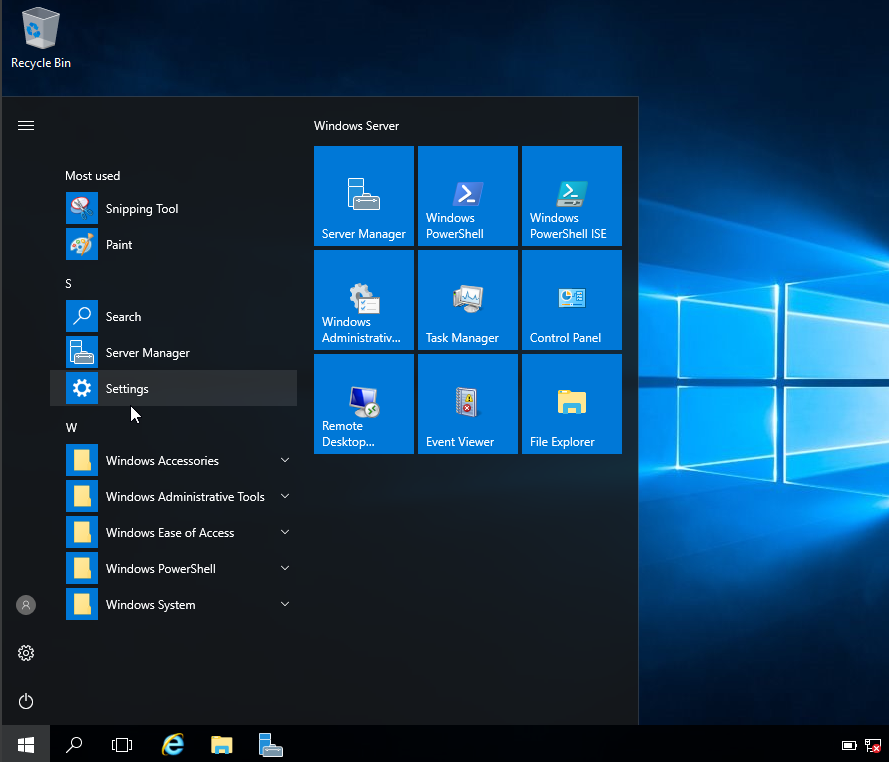 Recycle Bin
Most used
Snipping Tool
Paint
S
Search
Server Manager
Settings
W
Windows Accessories
Windows Administrative Tools
Windows Ease of Access
Windows PowerShell
Windows System
Windows Server
Server Manager
Windows
PowerShell
Windows
PowerShell ISE
Windows
Administrativ...
Task Manager
Control Panel
Remote
Desktop...
Event Viewer
File Explorer